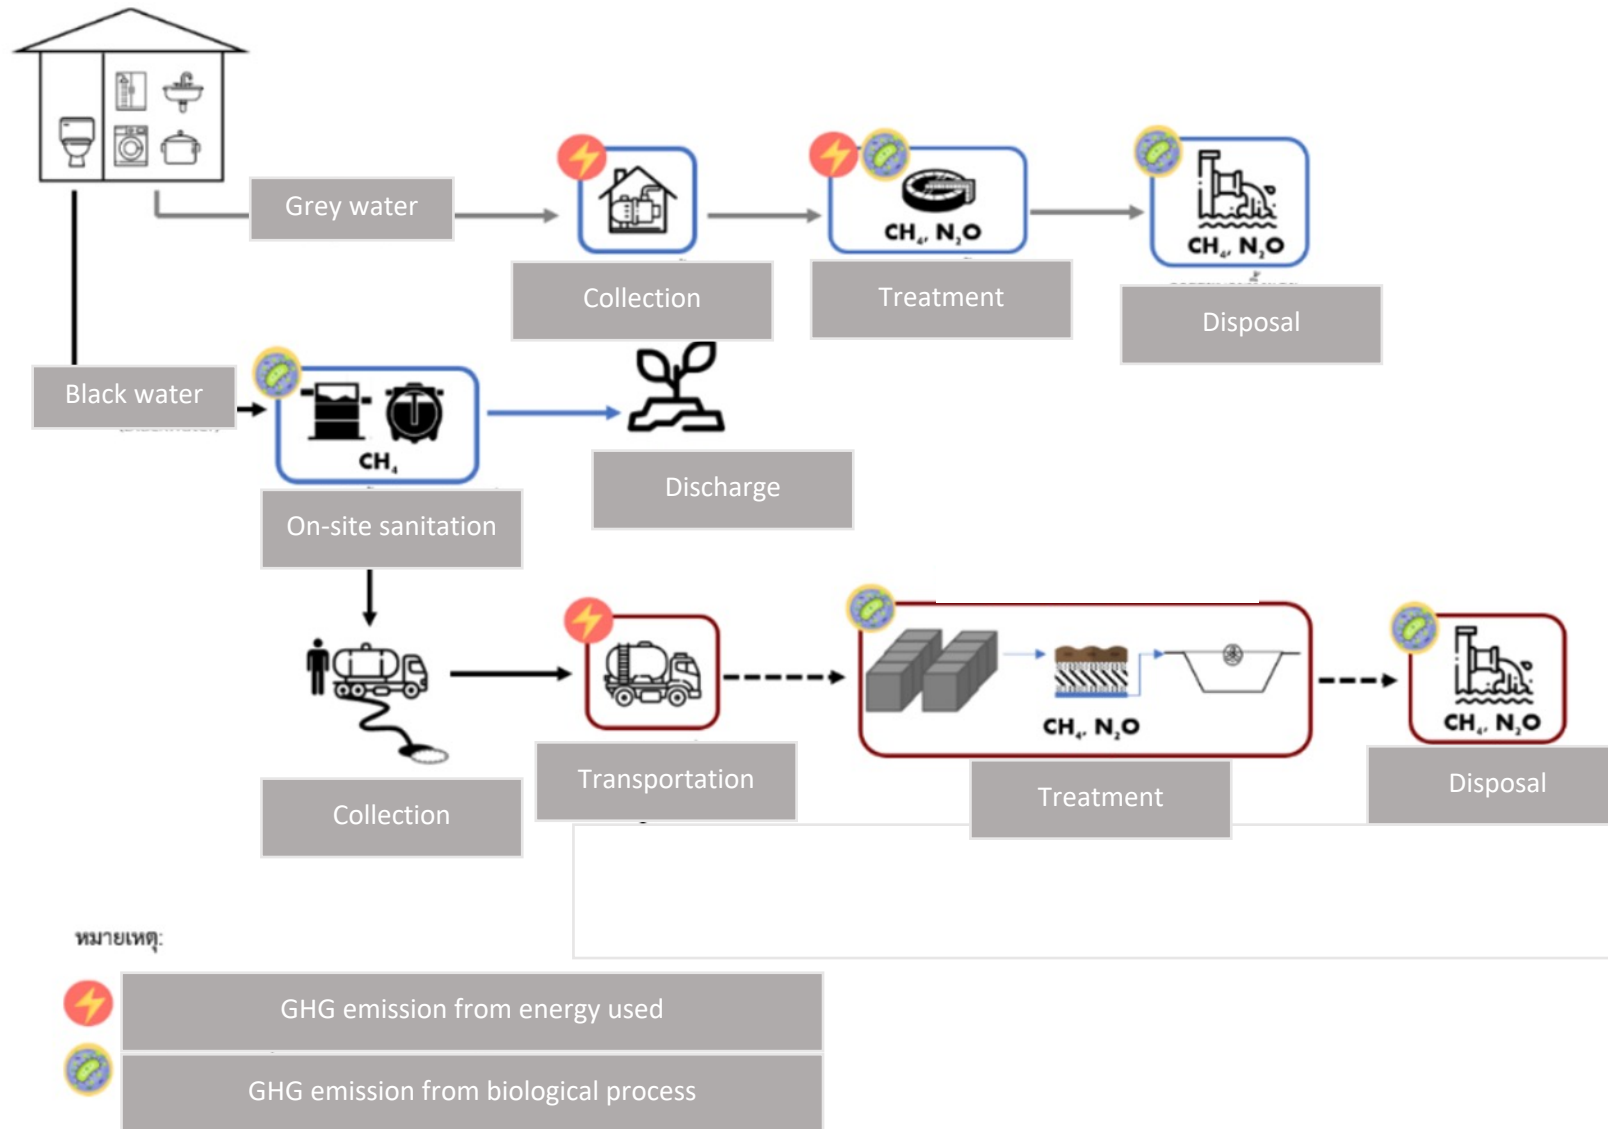 Grey water
CH₄, N₂O
CH₄, N₂O
Collection
Treatment
Disposal
Black water
CH₄
Discharge
On-site sanitation
CH₄, N₂O
CH₄, N₂O
Collection
Transportation
Treatment
Disposal
หมายเหตุ:
GHG emission from energy used
GHG emission from biological process